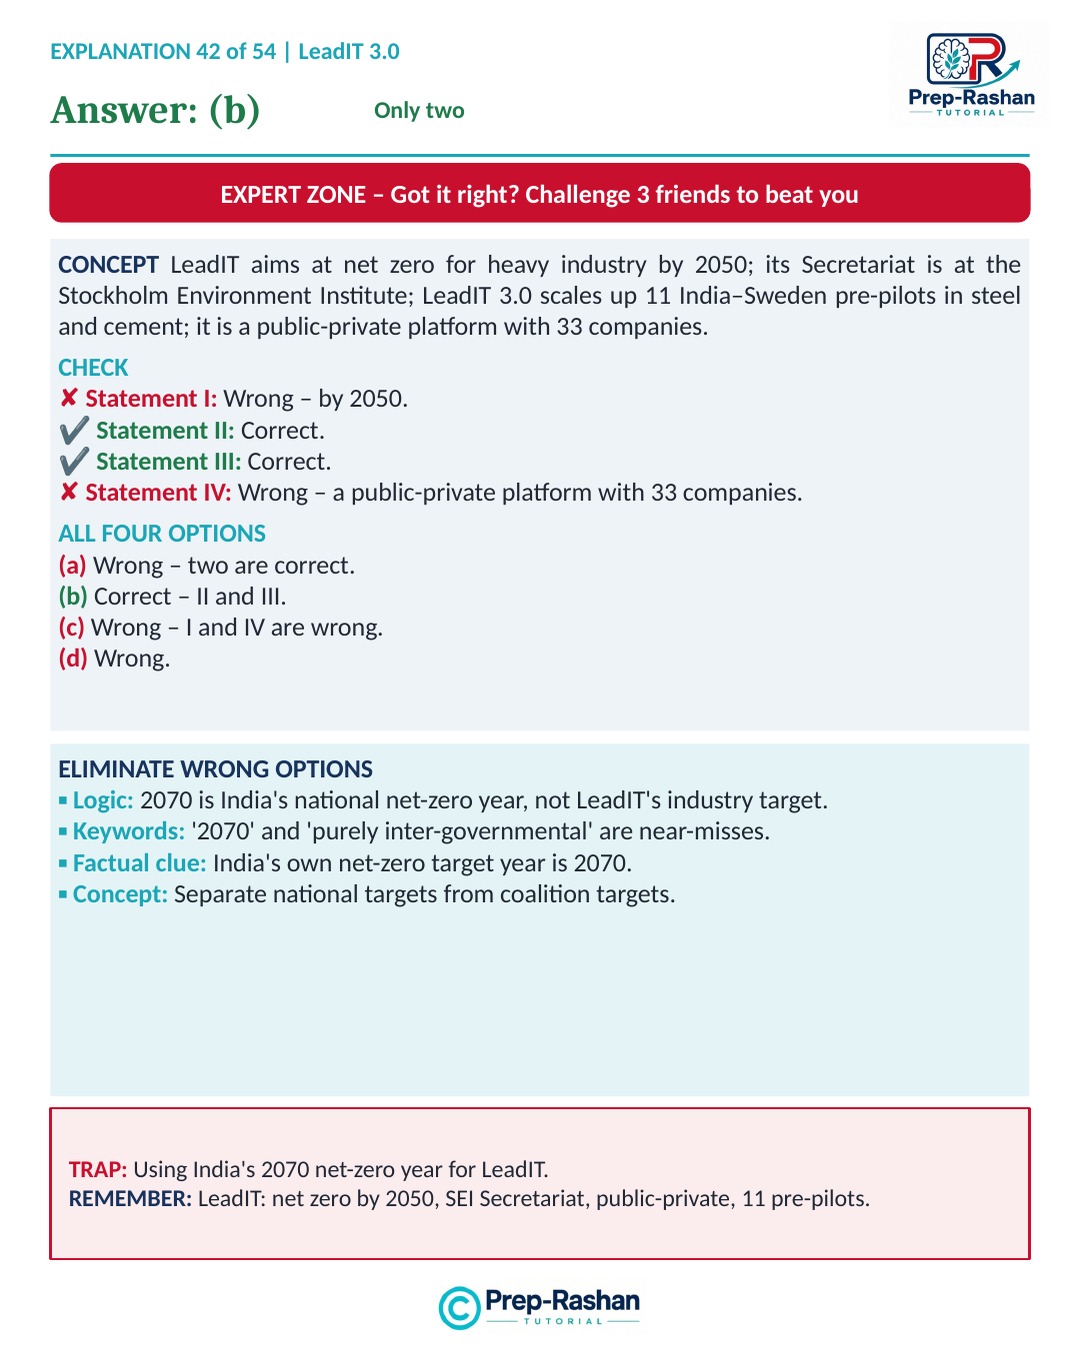 EXPLANATION 42 of 54 | LeadIT 3.0
Prep-Rashan
TUTORIAL
Answer: (b) Only two
EXPERT ZONE – Got it right? Challenge 3 friends to beat you
CONCEPT LeadIT aims at net zero for heavy industry by 2050; its Secretariat is at the
Stockholm Environment Institute; LeadIT 3.0 scales up 11 India–Sweden pre-pilots in steel
and cement; it is a public-private platform with 33 companies.
CHECK
✘ Statement I: Wrong – by 2050.
✔ Statement II: Correct.
✔ Statement III: Correct.
✘ Statement IV: Wrong – a public-private platform with 33 companies.
ALL FOUR OPTIONS
(a) Wrong – two are correct.
(b) Correct – II and III.
(c) Wrong – I and IV are wrong.
(d) Wrong.
ELIMINATE WRONG OPTIONS
▪ Logic: 2070 is India's national net-zero year, not LeadIT's industry target.
▪ Keywords: '2070' and 'purely inter-governmental' are near-misses.
▪ Factual clue: India's own net-zero target year is 2070.
▪ Concept: Separate national targets from coalition targets.
TRAP: Using India's 2070 net-zero year for LeadIT.
REMEMBER: LeadIT: net zero by 2050, SEI Secretariat, public-private, 11 pre-pilots.
© Prep-Rashan
TUTORIAL